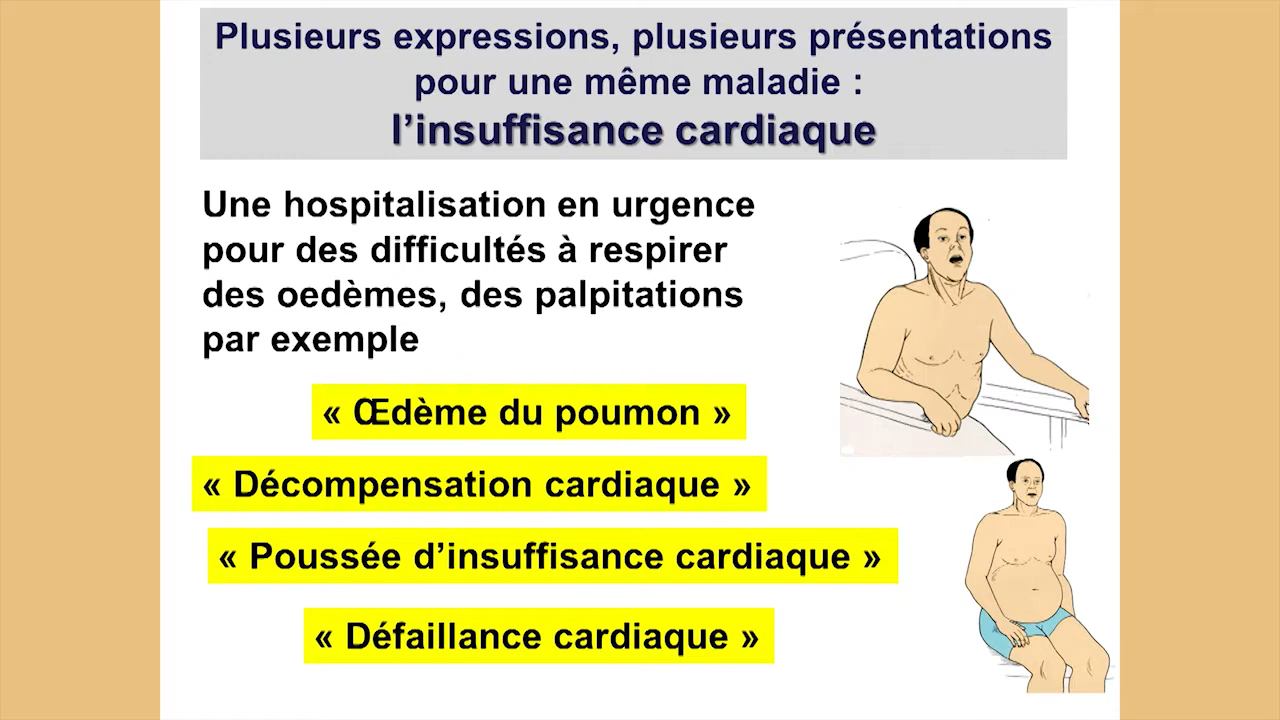 Plusieurs expressions, plusieurs présentations
pour une même maladie :
l’insuffisance cardiaque
Une hospitalisation en urgence
pour des difficultés à respirer
des oedèmes, des palpitations
par exemple
« Œdème du poumon »
« Décompensation cardiaque »
« Poussée d’insuffisance cardiaque »
« Défaillance cardiaque »